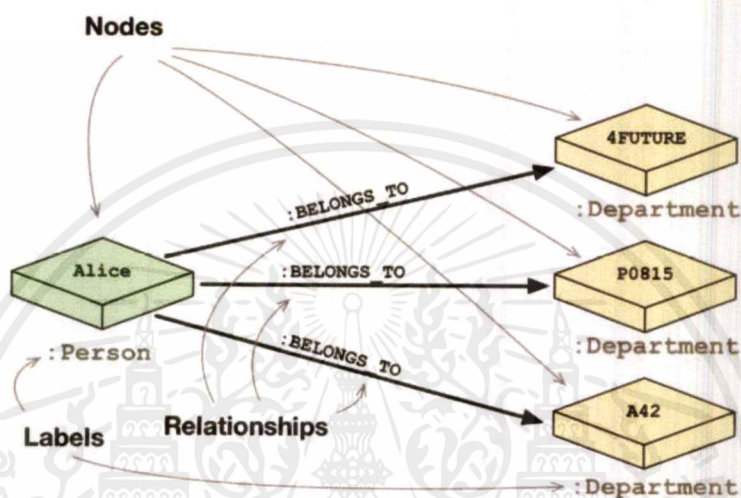 Nodes
4FUTURE
:BELONGS_TO
:Department
Alice
:BELONGS_TO
P0815
:Person
:BELONGS_TO
:Department
A42
Labels
Relationships
:Department